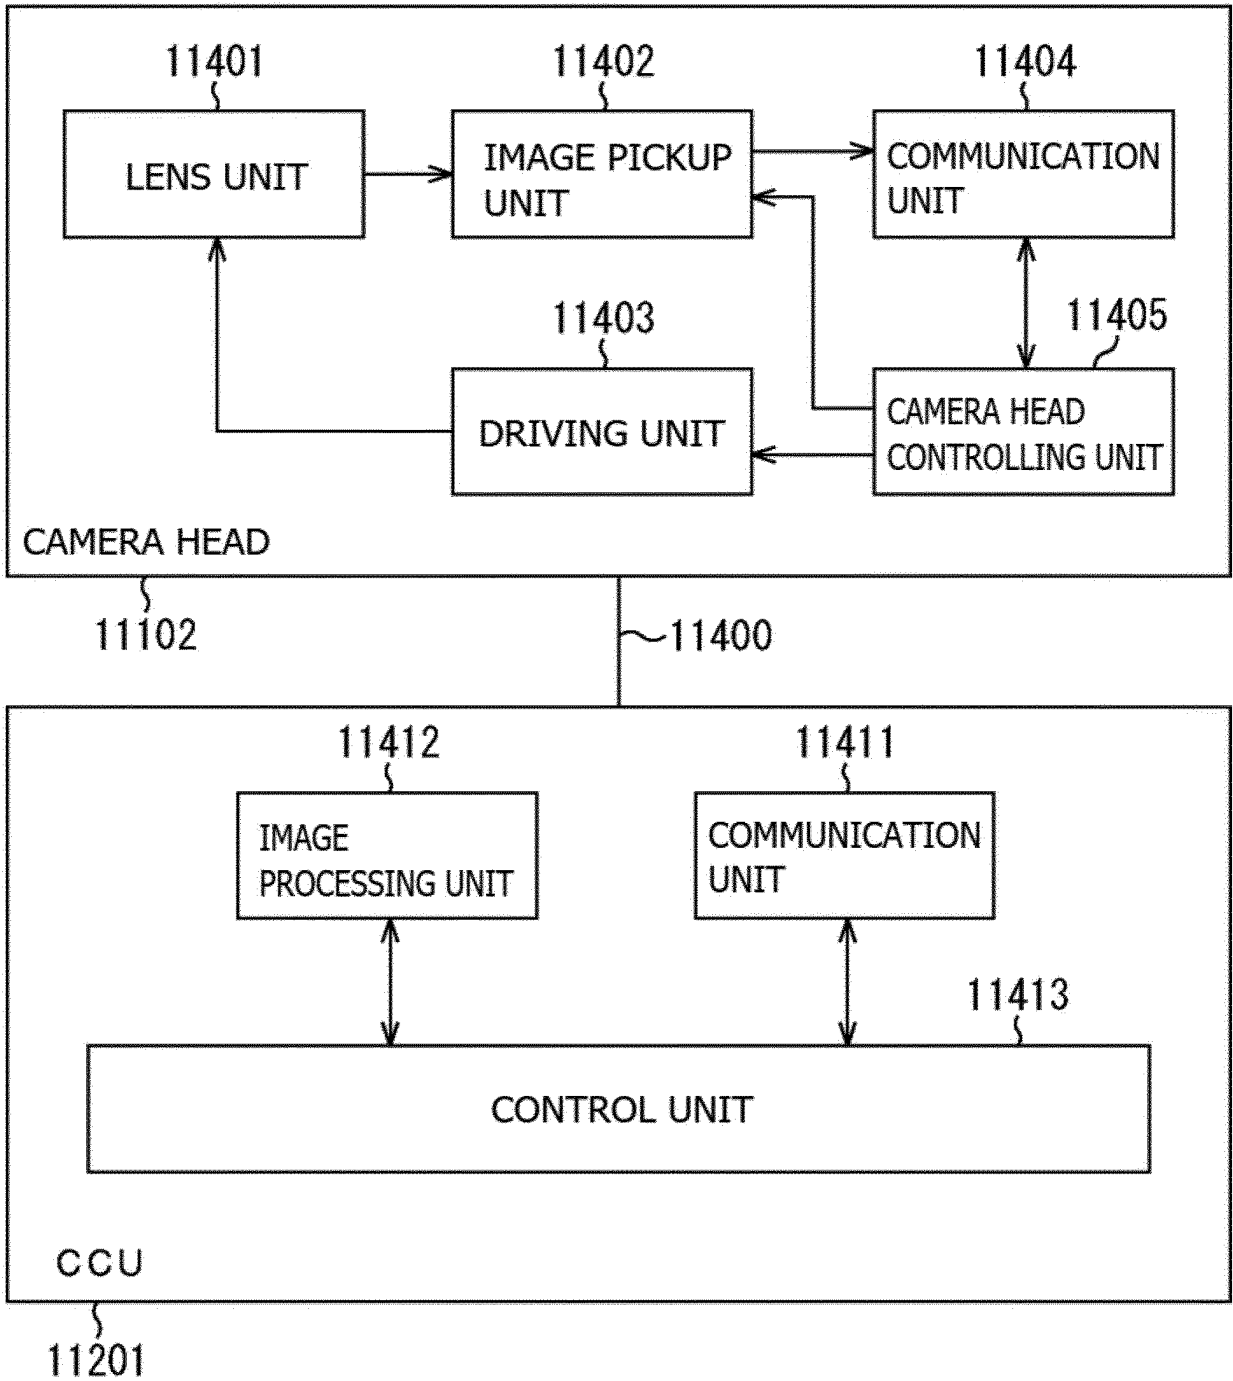 11401
11402
11404
LENS UNIT
IMAGE PICKUP
UNIT
COMMUNICATION
UNIT
11403
11405
DRIVING UNIT
CAMERA HEAD
CONTROLLING UNIT
CAMERA HEAD
11102
11400
11412
11411
IMAGE
PROCESSING UNIT
COMMUNICATION
UNIT
11413
CONTROL UNIT
CCU
11201